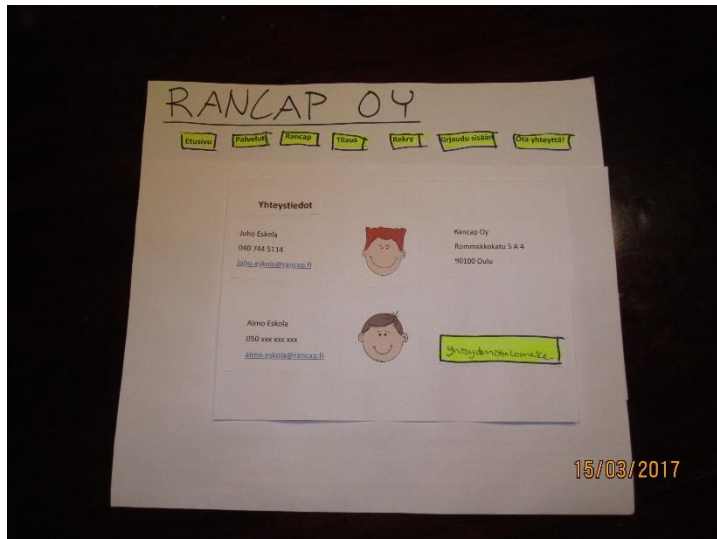 RANCAP OY
Etusivu Palvelut Rancap Tilaus Rekry Kirjaudu sisään Ota yhteyttä!
Yhteystiedot
Juho Eskola
040 744 5114
juho.eskola@rancap.fi
Rancap Oy
Rommakkokatu 5 A 4
90100 Oulu
Aimo Eskola
050 xxx xxx xxx
aimo.eskola@rancap.fi
Yhteydenottolomake
15/03/2017